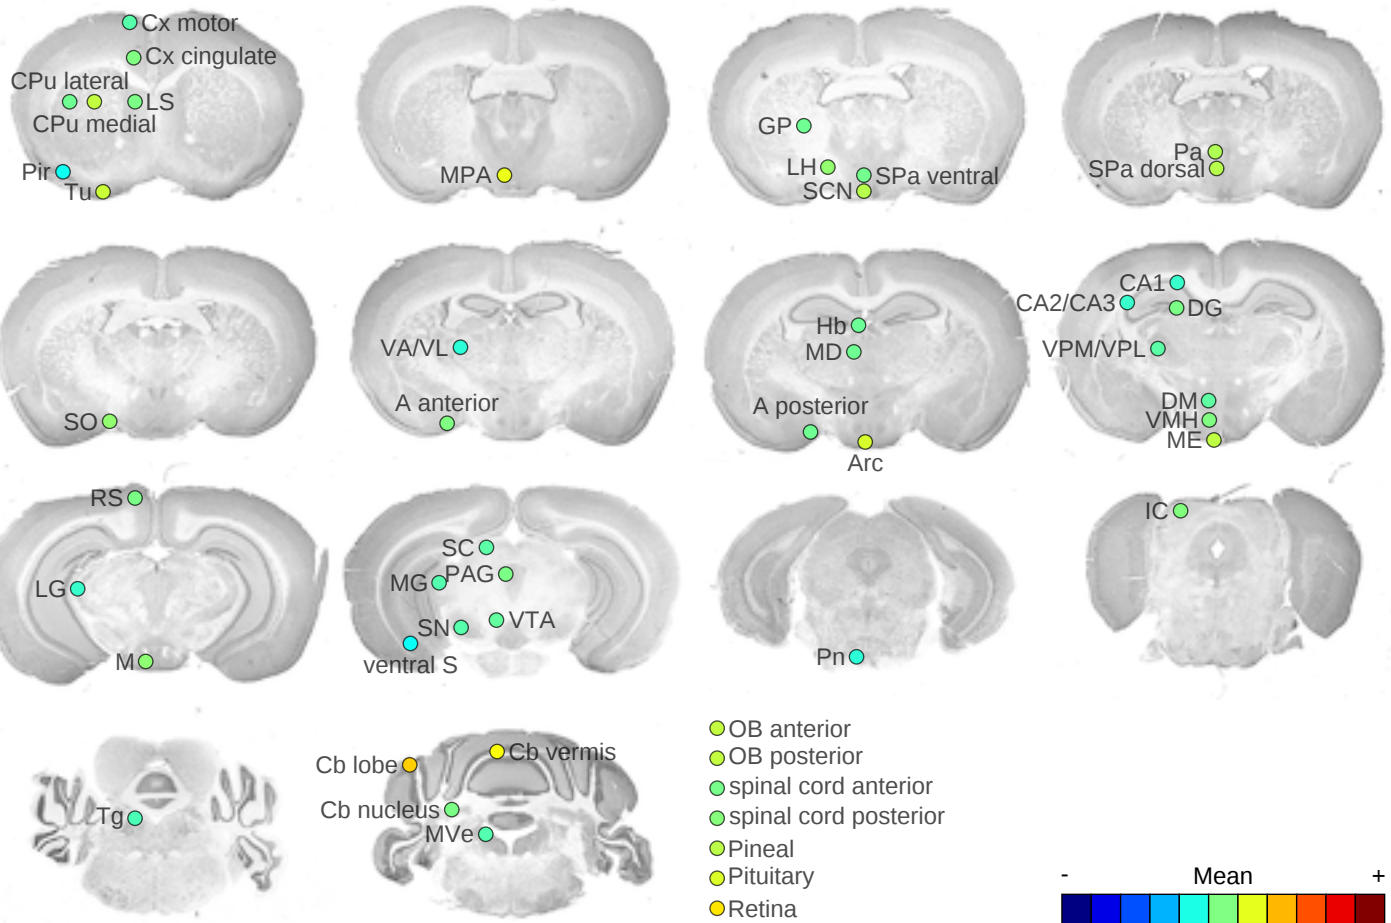 Cx motor
Cx cingulate
CPu lateral
LS
CPu medial
Pir
Tu
MPA
GP
LH
SPa ventral
SCN
Pa
SPa dorsal
SO
VA/VL
A anterior
Hb
MD
A posterior
Arc
CA1
CA2/CA3
DG
VPM/VPL
DM
VMH
ME
RS
LG
M
SC
MG
PAG
SN
VTA
ventral S
Pn
IC
Tg
Cb lobe
Cb vermis
Cb nucleus
MVe
OB anterior
OB posterior
spinal cord anterior
spinal cord posterior
Pineal
Pituitary
Retina
- Mean +